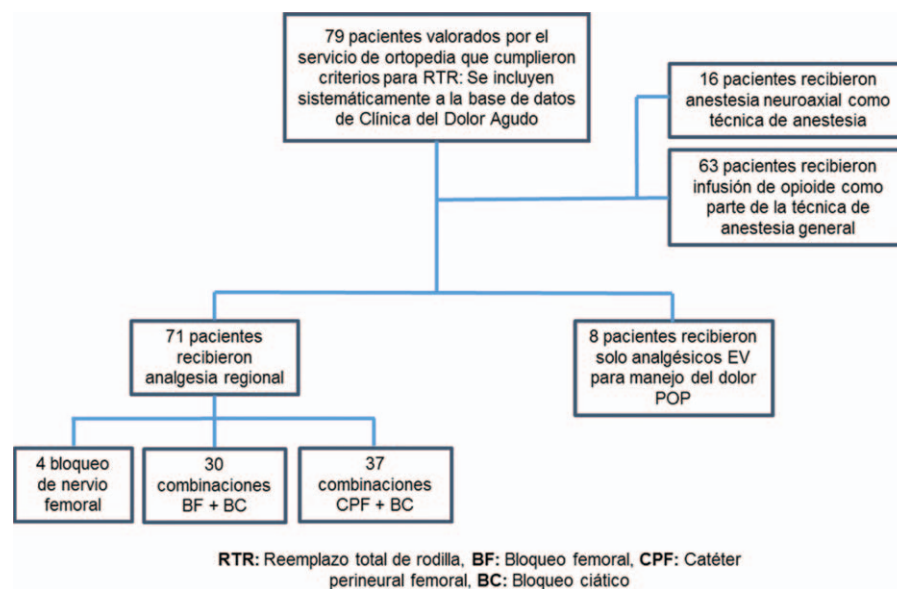 79 pacientes valorados por el
servicio de ortopedia que cumplieron
criterios para RTR: Se incluyen
sistemáticamente a la base de datos
de Clínica del Dolor Agudo
16 pacientes recibieron
anestesia neuroaxial como
técnica de anestesia
63 pacientes recibieron
infusión de opioide como
parte de la técnica de
anestesia general
71 pacientes
recibieron
analgesia regional
8 pacientes recibieron
solo analgésicos EV
para manejo del dolor
POP
4 bloqueo
de nervio
femoral
30
combinaciones
BF + BC
37
combinaciones
CPF + BC
RTR: Reemplazo total de rodilla, BF: Bloqueo femoral, CPF: Catéter
perineural femoral, BC: Bloqueo ciático